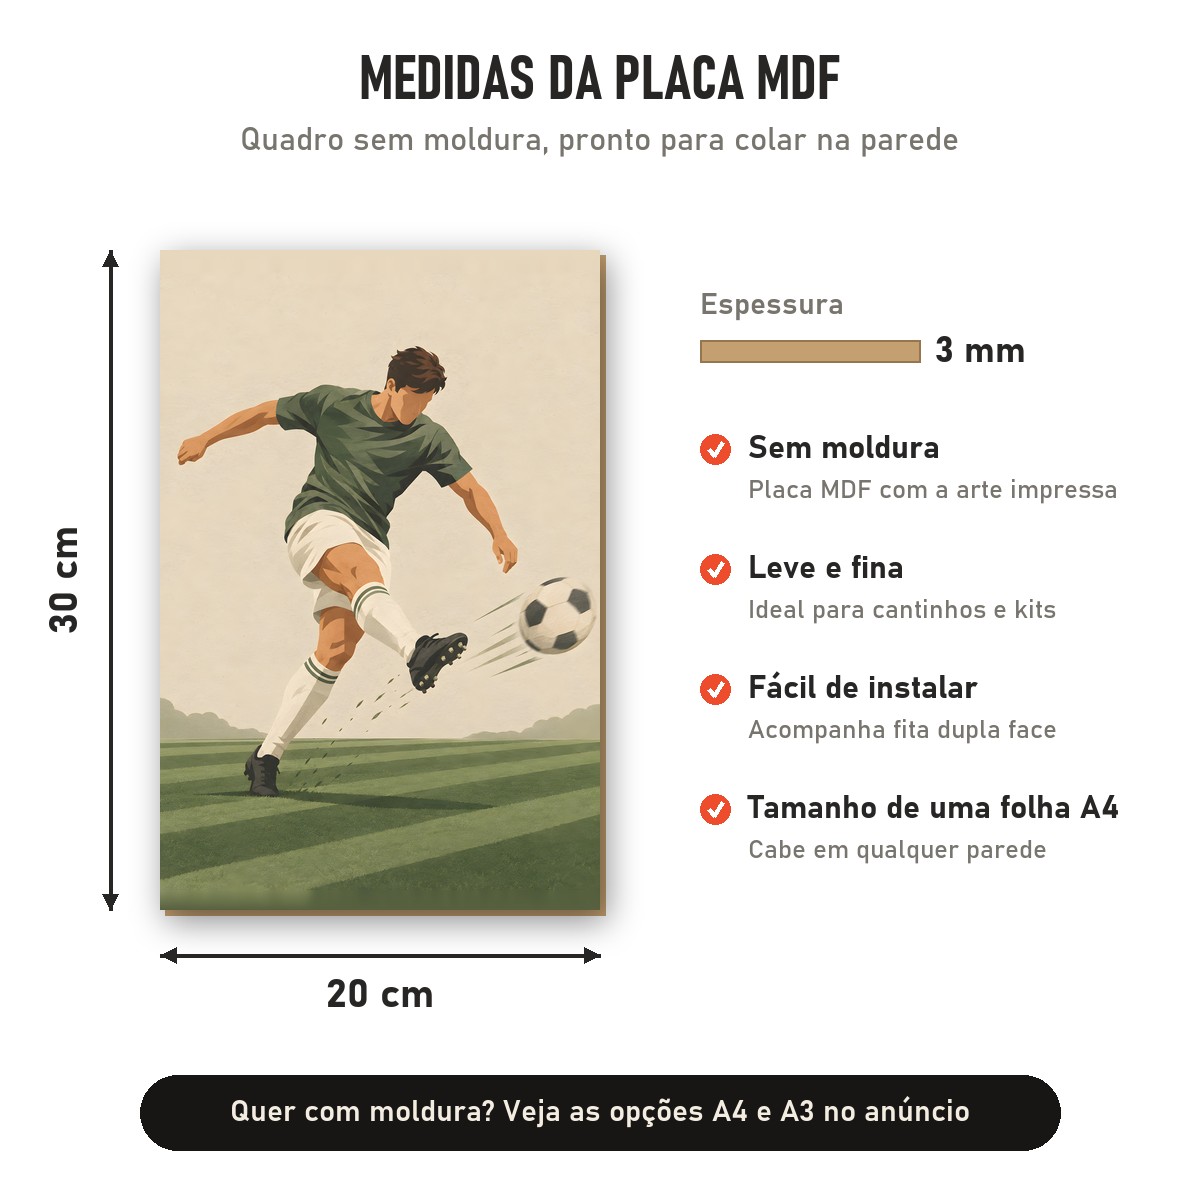 MEDIDAS DA PLACA MDF
Quadro sem moldura, pronto para colar na parede
30 cm
20 cm
Espessura
3 mm
Sem moldura
Placa MDF com a arte impressa
Leve e fina
Ideal para cantinhos e kits
Fácil de instalar
Acompanha fita dupla face
Tamanho de uma folha A4
Cabe em qualquer parede
Quer com moldura? Veja as opções A4 e A3 no anúncio